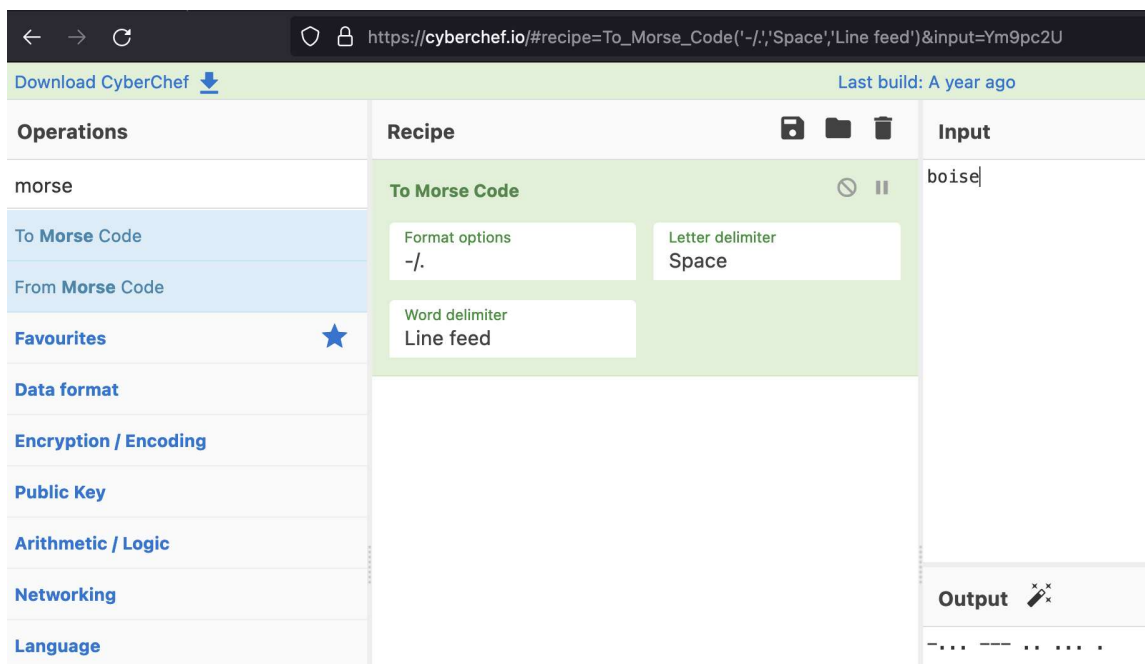 https://cyberchef.io/#recipe=To_Morse_Code('-/.','Space','Line feed')&input=Ym9pc2U
Download CyberChef
Last build: A year ago
Operations
morse
To Morse Code
From Morse Code
Favourites
Data format
Encryption / Encoding
Public Key
Arithmetic / Logic
Networking
Language
Recipe
To Morse Code
Format options
-/.
Letter delimiter
Space
Word delimiter
Line feed
Input
boise
Output
-... --- .. ... .